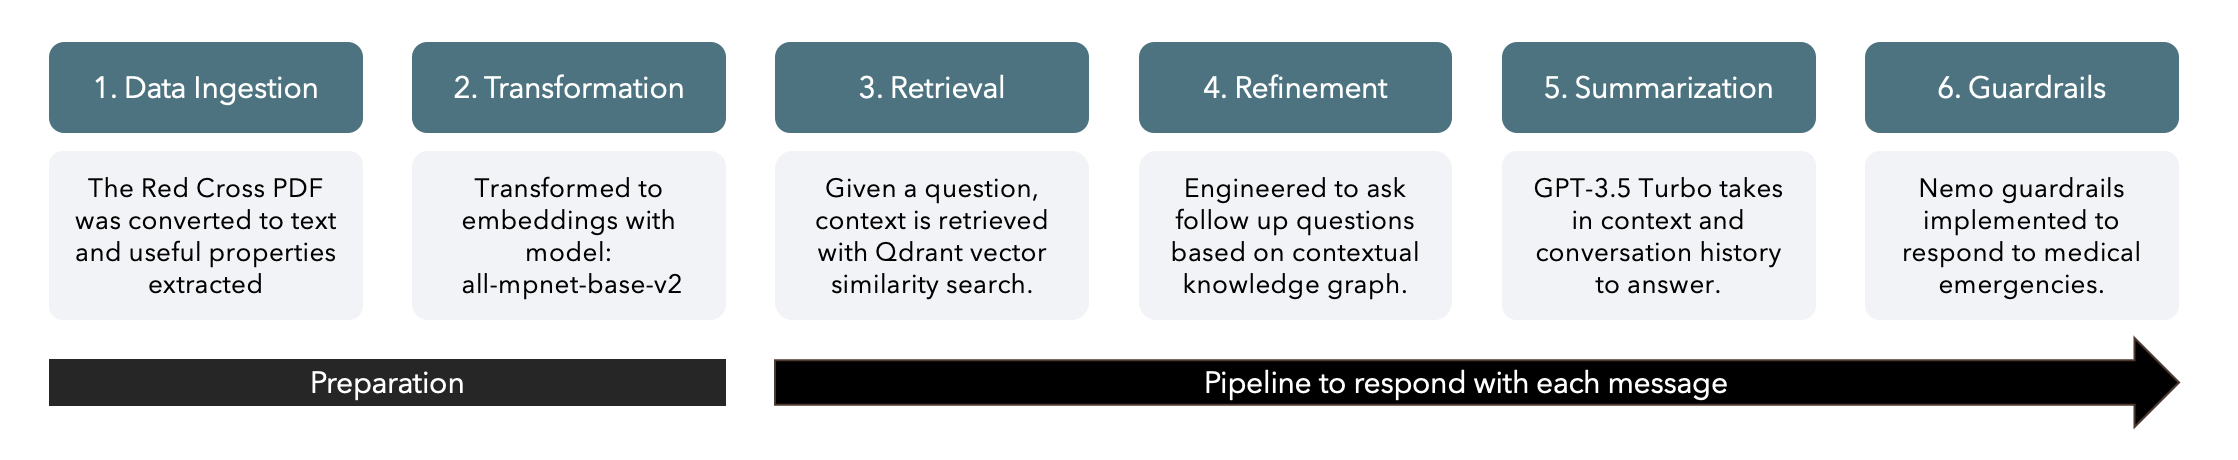 1. Data Ingestion
2. Transformation
3. Retrieval
4. Refinement
5. Summarization
6. Guardrails
The Red Cross PDF
was converted to text
and useful properties
extracted
Transformed to
embeddings with
model:
all-mpnet-base-v2
Given a question,
context is retrieved
with Qdrant vector
similarity search.
Engineered to ask
follow up questions
based on contextual
knowledge graph.
GPT-3.5 Turbo takes
in context and
conversation history
to answer.
Nemo guardrails
implemented to
respond to medical
emergencies.
Preparation
Pipeline to respond with each message